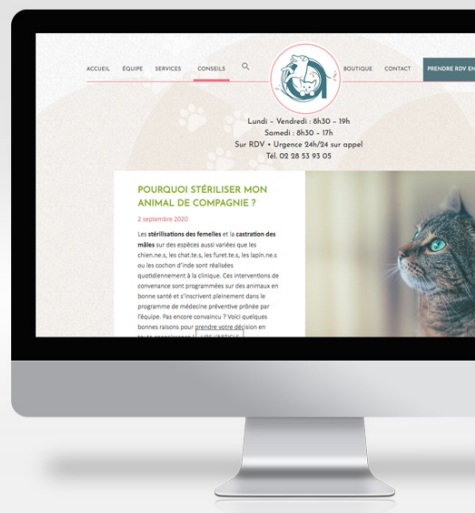 ACCUEIL ÉQUIPE SERVICES CONSEILS BOUTIQUE CONTACT PRENDRE RDV EN
Lundi – Vendredi : 8h30 – 19h
Samedi : 8h30 – 17h
Sur RDV • Urgence 24h/24 sur appel
Tél. 02 28 53 93 05
POURQUOI STÉRILISER MON
ANIMAL DE COMPAGNIE ?
2 septembre 2020
Les stérilisations des femelles et la castration des
mâles sur des espèces aussi variées que les
chien.ne.s, les chat.te.s, les furet.te.s, les lapin.ne.s
ou les cochon d'inde sont réalisées
quotidiennement à la clinique. Ces interventions de
convenance sont programmées sur des animaux en
bonne santé et s'inscrivent pleinement dans le
programme de médecine préventive prônée par
l'équipe. Pas encore convaincu ? Voici quelques
bonnes raisons pour prendre votre décision en
LIRE L'ARTICLE